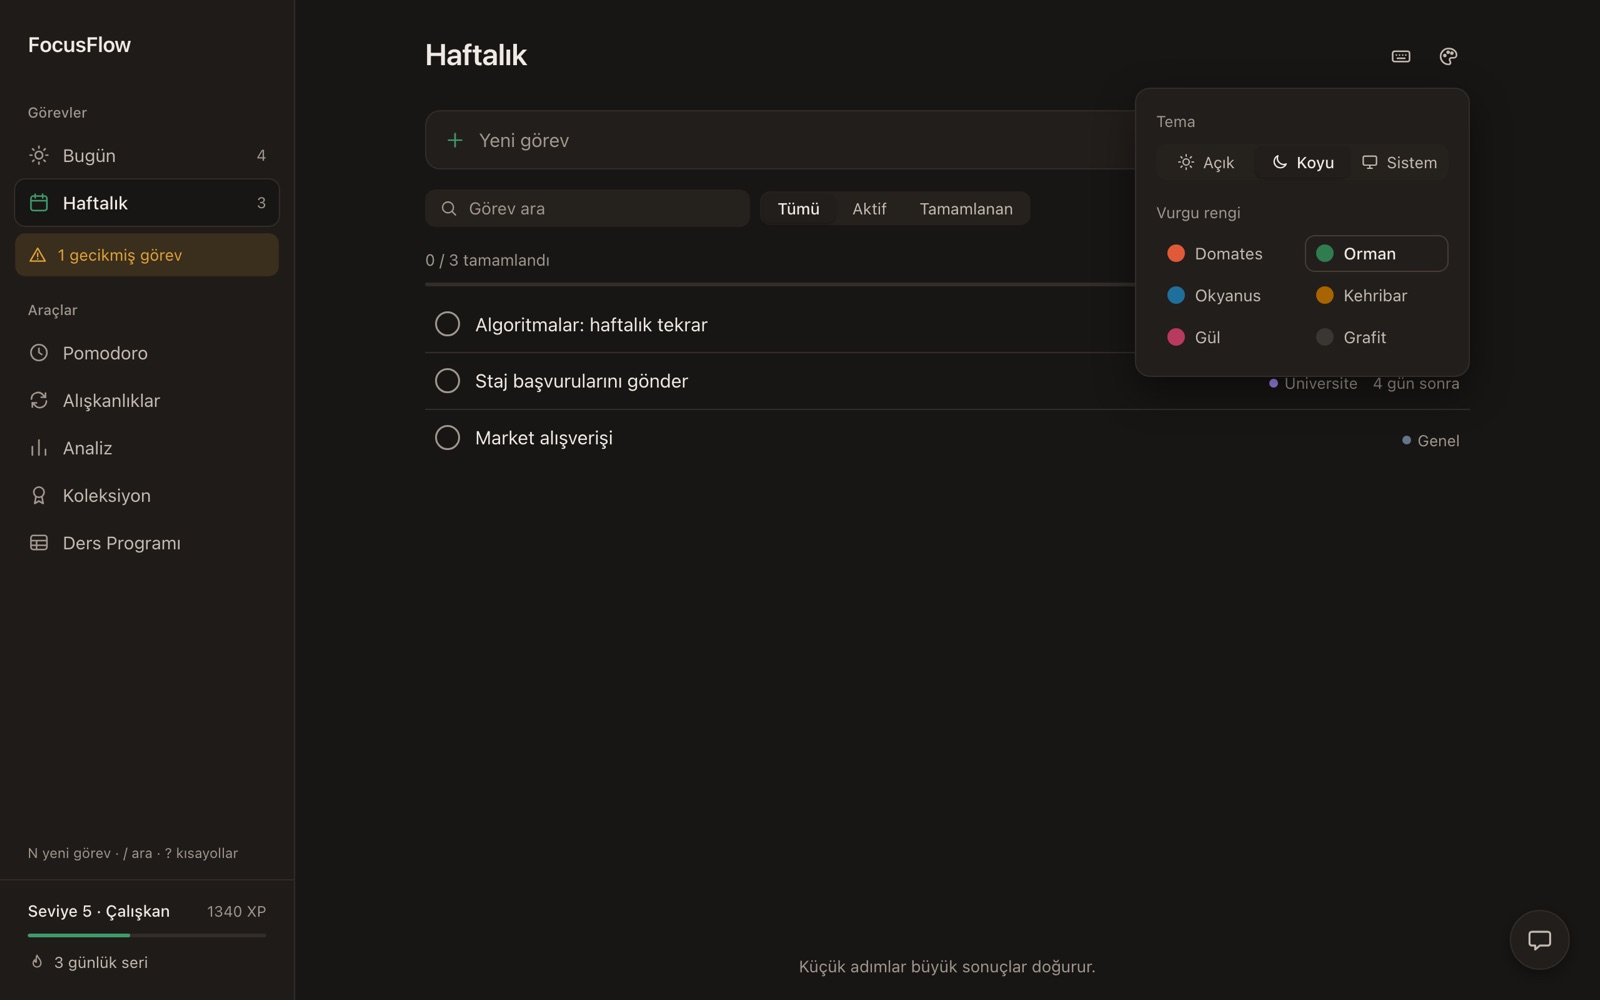 FocusFlow
Görevler
Bugün 4
Haftalık 3
1 gecikmiş görev
Araçlar
Pomodoro
Alışkanlıklar
Analiz
Koleksiyon
Ders Programı
N yeni görev · / ara · ? kısayollar
Seviye 5 · Çalışkan 1340 XP
3 günlük seri
Haftalık
Yeni görev
Görev ara
Tümü Aktif Tamamlanan
0 / 3 tamamlandı
Algoritmalar: haftalık tekrar
Staj başvurularını gönder Üniversite 4 gün sonra
Market alışverişi Genel
Tema
Açık Koyu Sistem
Vurgu rengi
Domates Orman
Okyanus Kehribar
Gül Grafit
Küçük adımlar büyük sonuçlar doğurur.